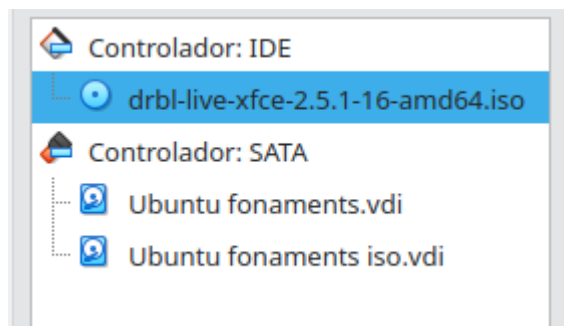 Controlador: IDE
drbl-live-xfce-2.5.1-16-amd64.iso
Controlador: SATA
Ubuntu fonaments.vdi
Ubuntu fonaments iso.vdi